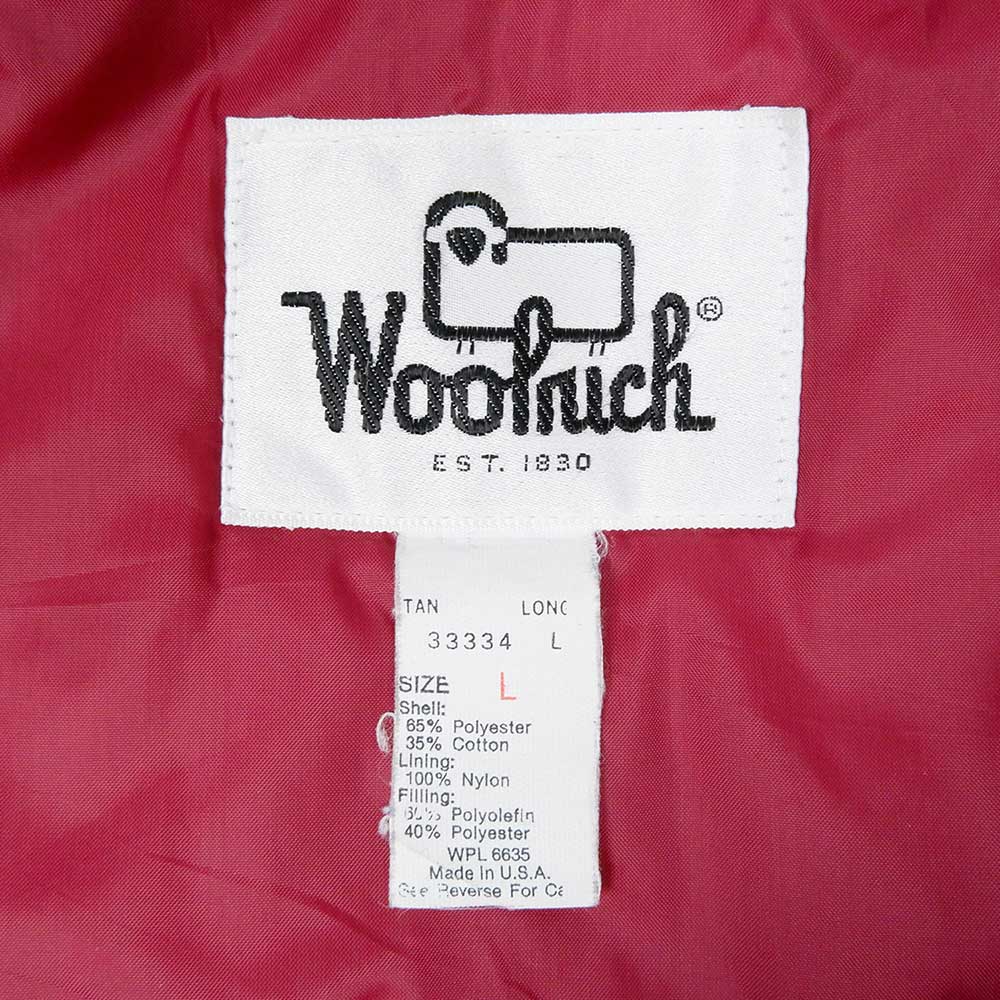 Woolrich®
EST. 1830
TAN LONG
33334 L
SIZE L
Shell:
65% Polyester
35% Cotton
Lining:
100% Nylon
Filling:
60% Polyolefin
40% Polyester
WPL 6635
Made In U.S.A.
See Reverse For Ca